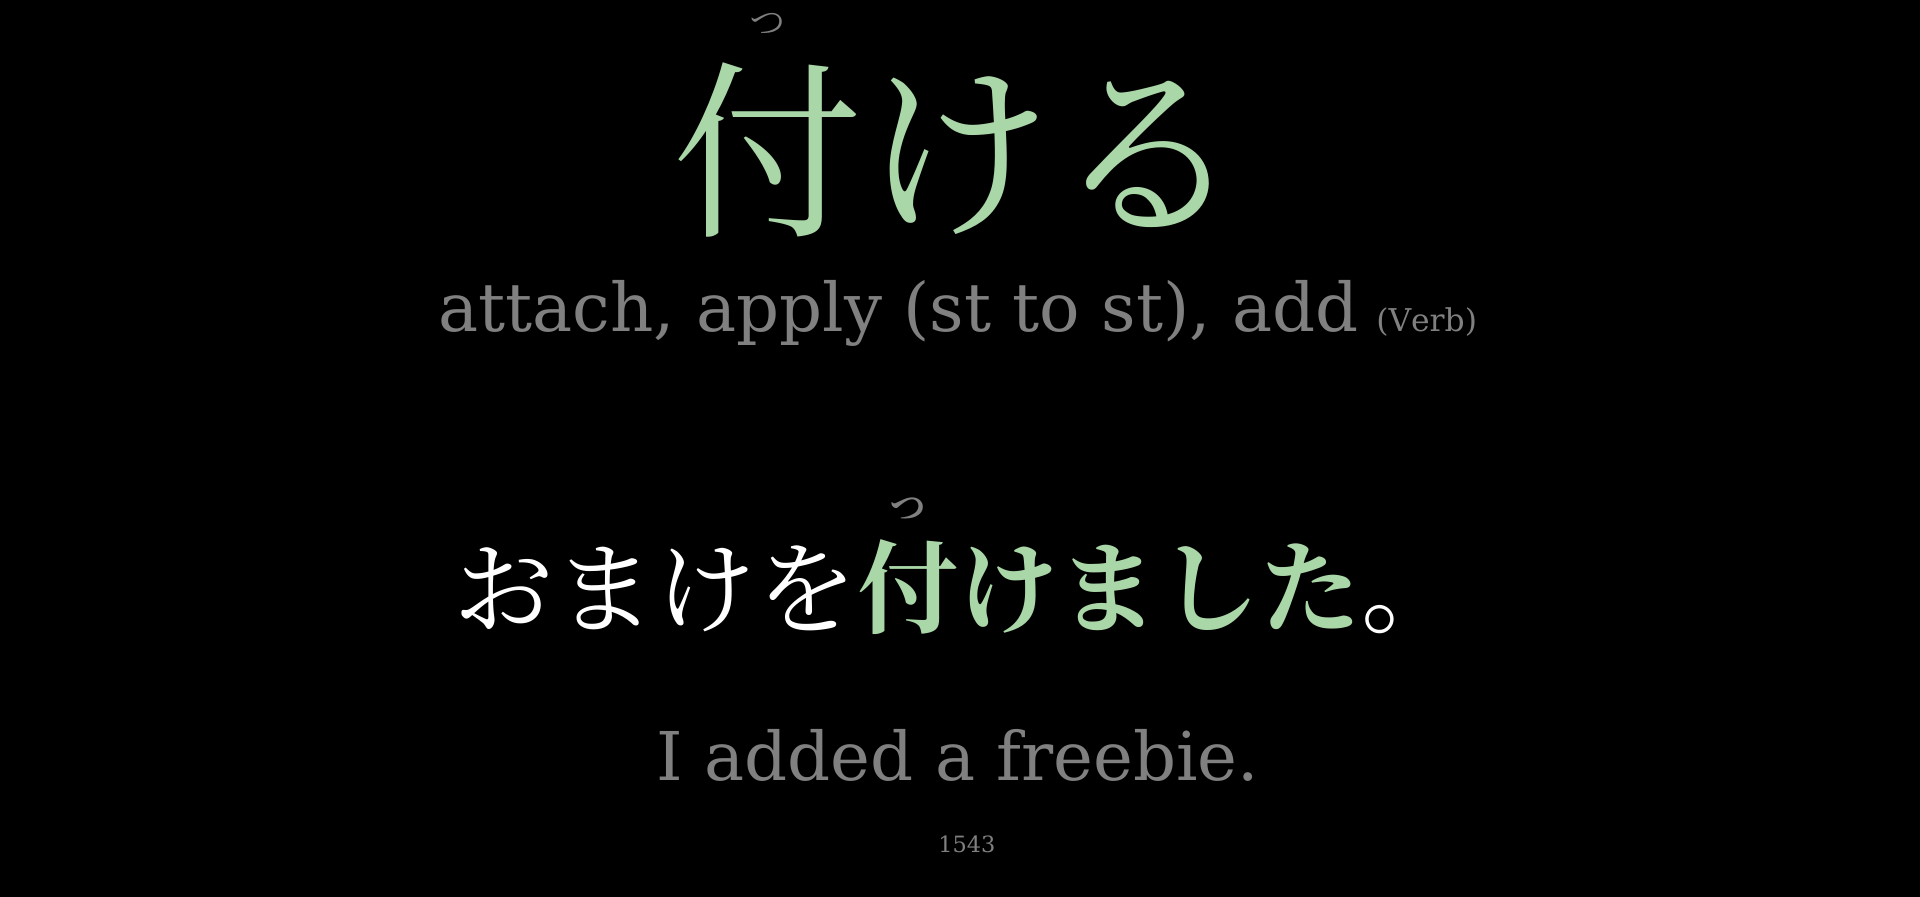 つ
付ける
attach, apply (st to st), add (Verb)
つ
おまけを付けました。
I added a freebie.
1543